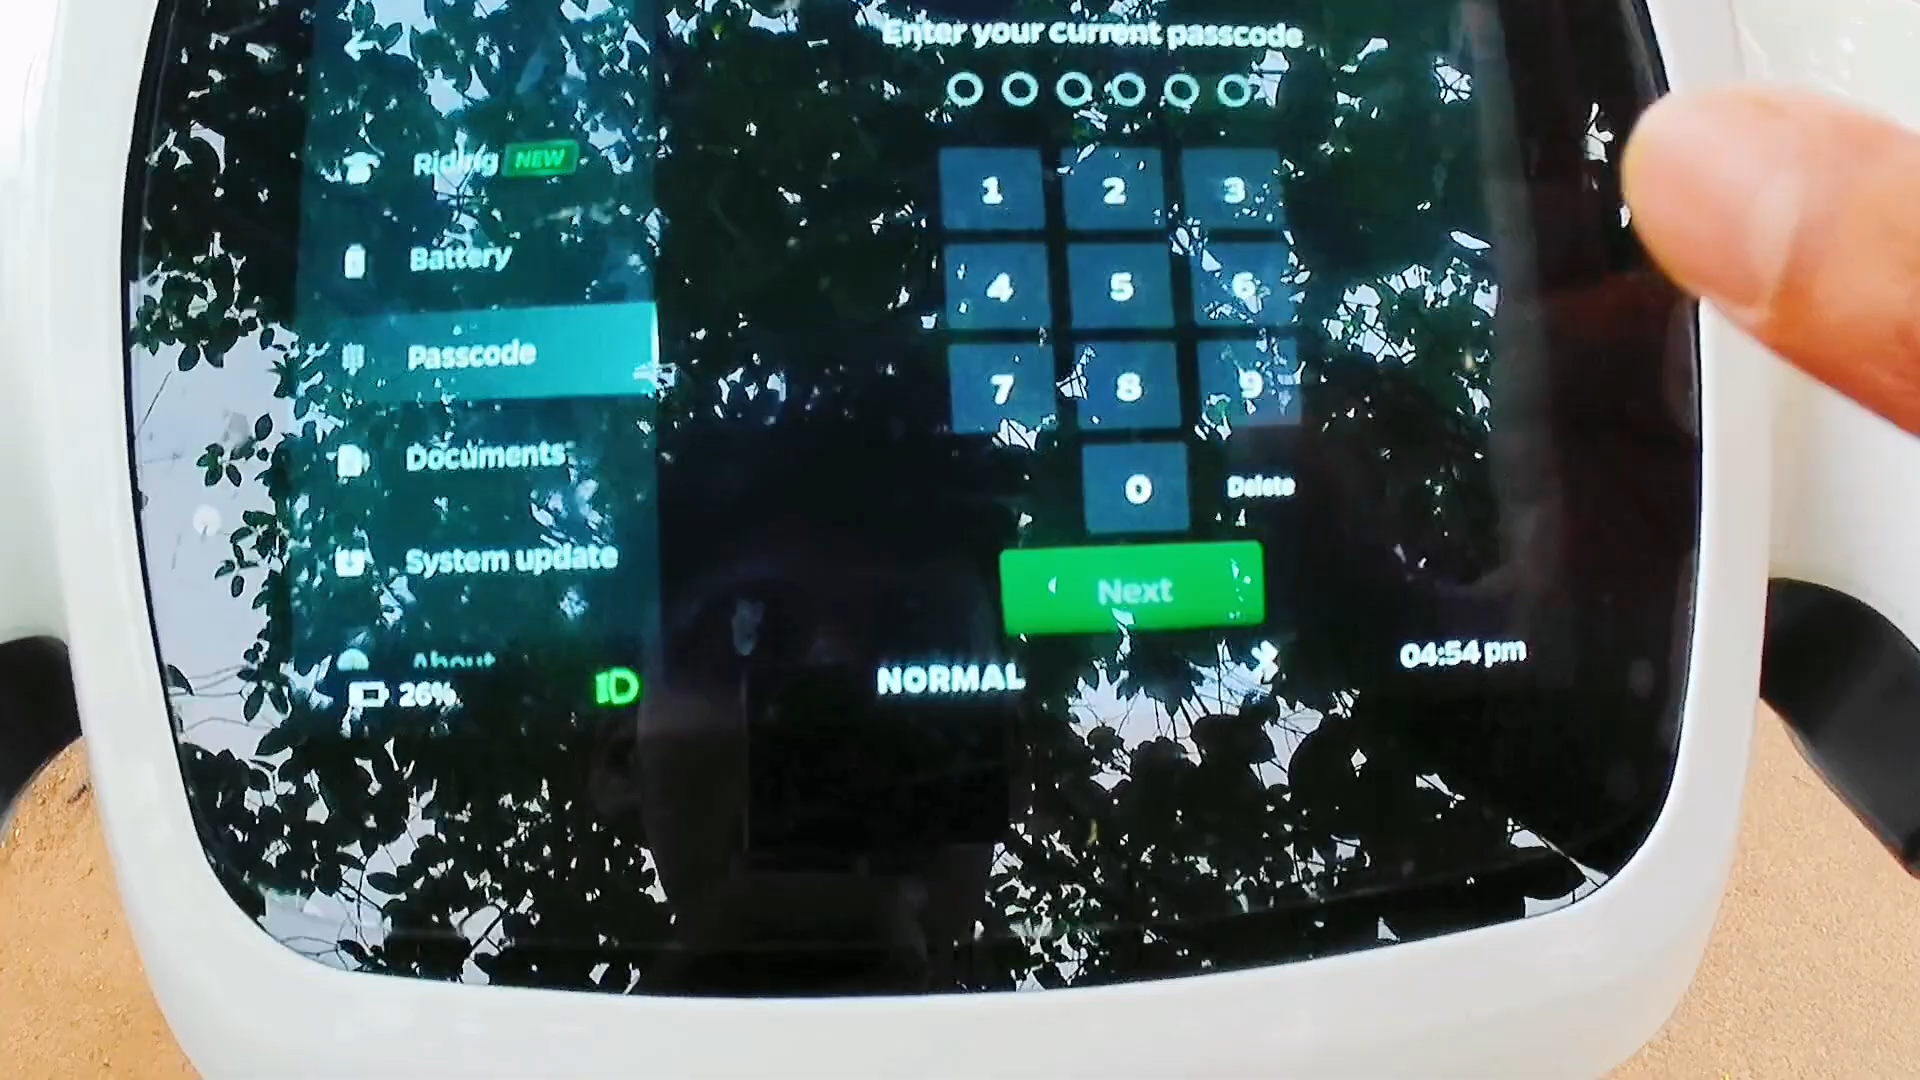 Enter your current passcode
Riding NEW
Battery
Passcode
Documents
System update
About
1 2 3
4 5 6
7 8 9
0 Delete
Next
26%
NORMAL
04:54 pm